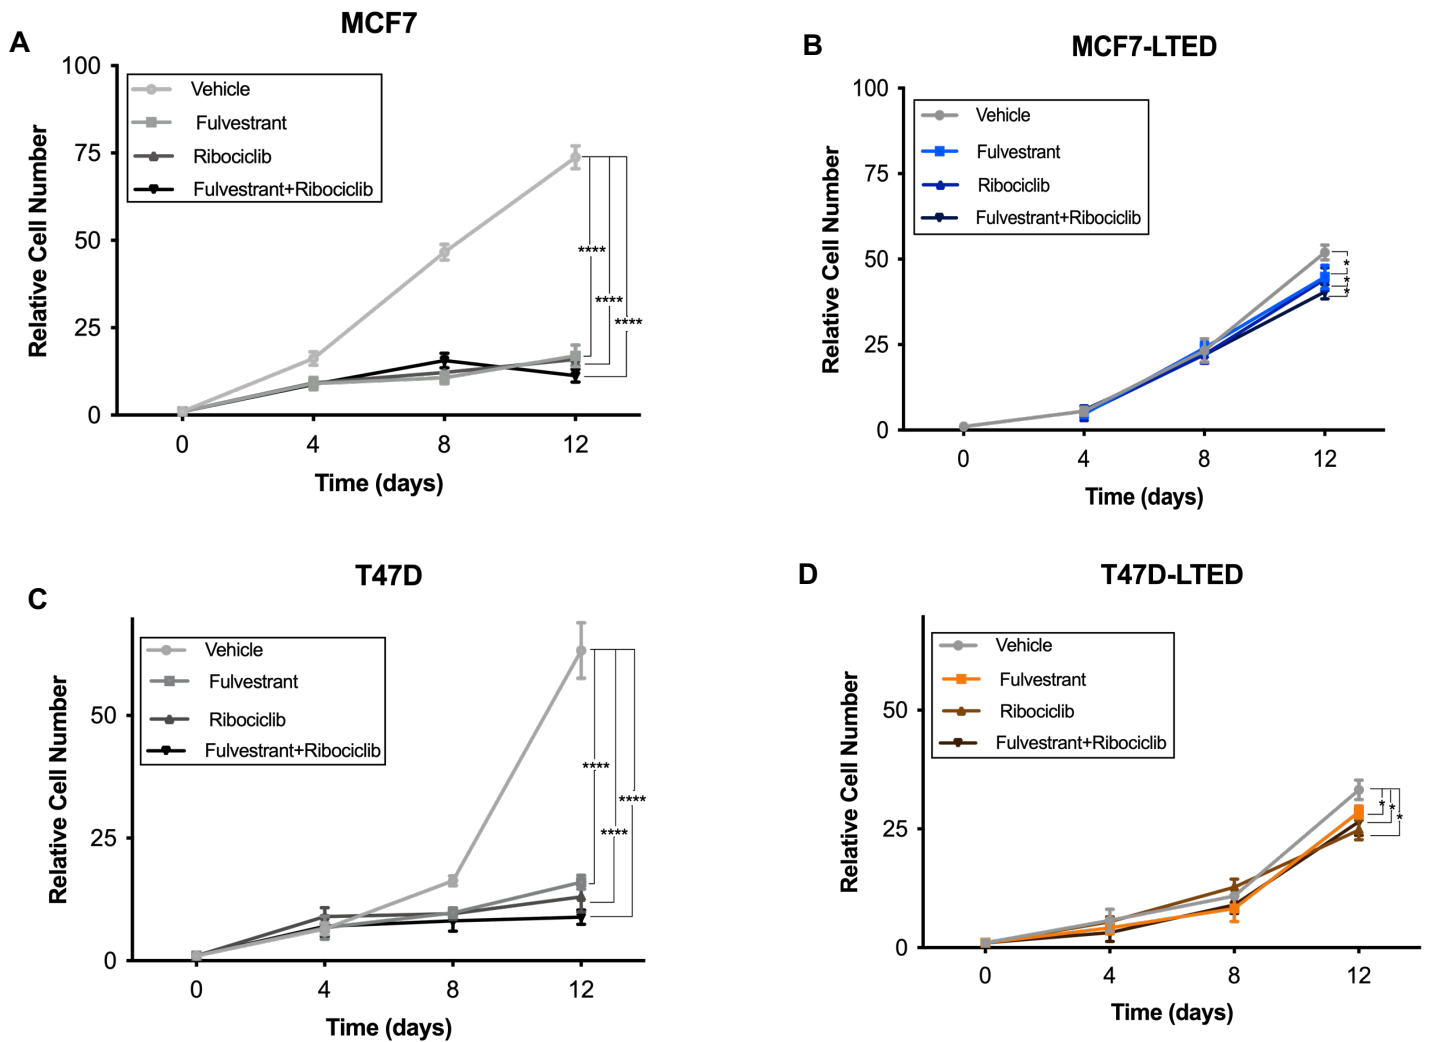 A
MCF7
100
75
50
25
0
Relative Cell Number
Vehicle
Fulvestrant
Ribociclib
Fulvestrant+Ribociclib
****
****
****
0 4 8 12
Time (days)
B
MCF7-LTED
100
75
50
25
0
Relative Cell Number
Vehicle
Fulvestrant
Ribociclib
Fulvestrant+Ribociclib
*
*
*
0 4 8 12
Time (days)
C
T47D
50
25
0
Relative Cell Number
Vehicle
Fulvestrant
Ribociclib
Fulvestrant+Ribociclib
****
****
****
0 4 8 12
Time (days)
D
T47D-LTED
50
25
0
Relative Cell Number
Vehicle
Fulvestrant
Ribociclib
Fulvestrant+Ribociclib
*
*
*
0 4 8 12
Time (days)